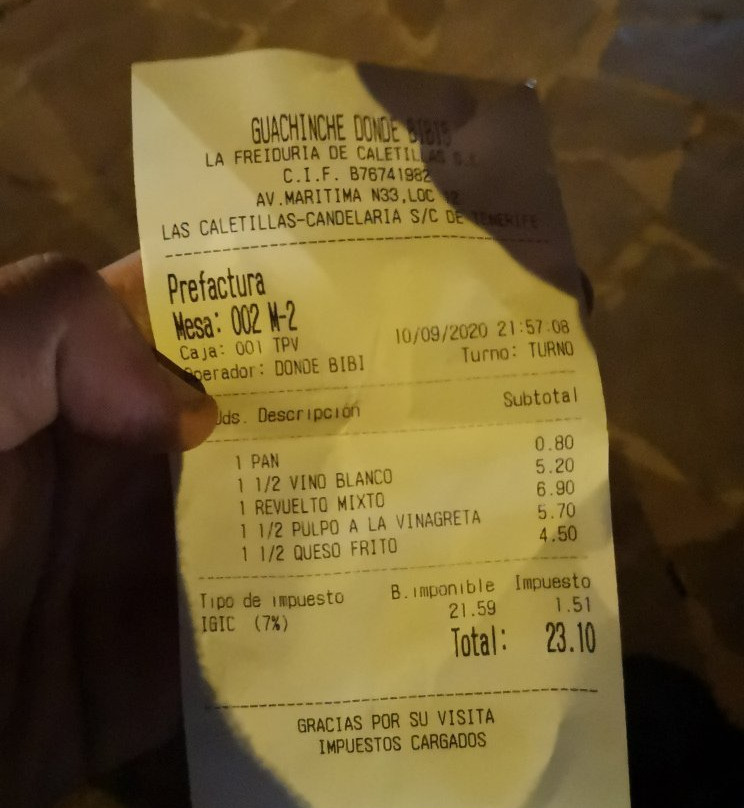 GUACHINCHE DONDE BIBIS
LA FREIDURIA DE CALETILLAS S.L
C.I.F. B76741982
AV.MARITIMA N33,LOC 12
LAS CALETILLAS-CANDELARIA S/C DE TENERIFE
Prefactura
Mesa: 002 M-2
Caja: 001 TPV
10/09/2020 21:57:08
Operador: DONDE BIBI
Turno: TURNO
Uds. Descripción Subtotal
1 PAN 0.80
1 1/2 VINO BLANCO 5.20
1 REVUELTO MIXTO 6.90
1 1/2 PULPO A LA VINAGRETA 5.70
1 1/2 QUESO FRITO 4.50
Tipo de impuesto B.imponible Impuesto
IGIC (7%) 21.59 1.51
Total: 23.10
GRACIAS POR SU VISITA
IMPUESTOS CARGADOS